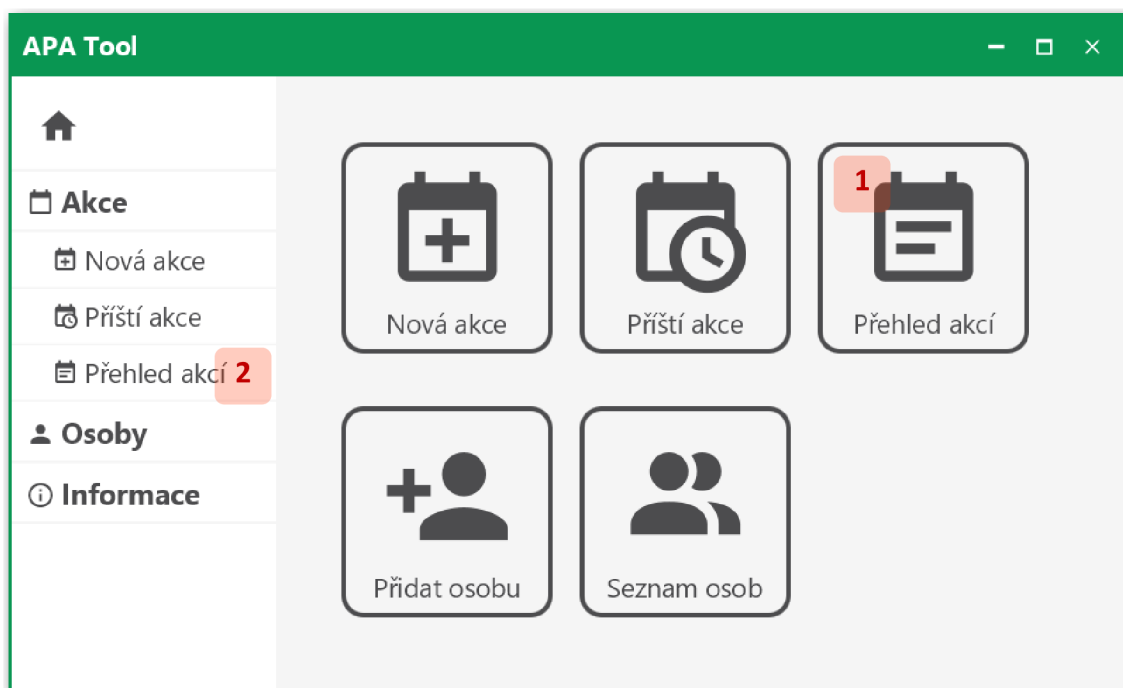 APA Tool
Akce
Nová akce
Příští akce
Přehled akcí 2
Osoby
Informace
1
Nová akce
Příští akce
Přehled akcí
Přidat osobu
Seznam osob